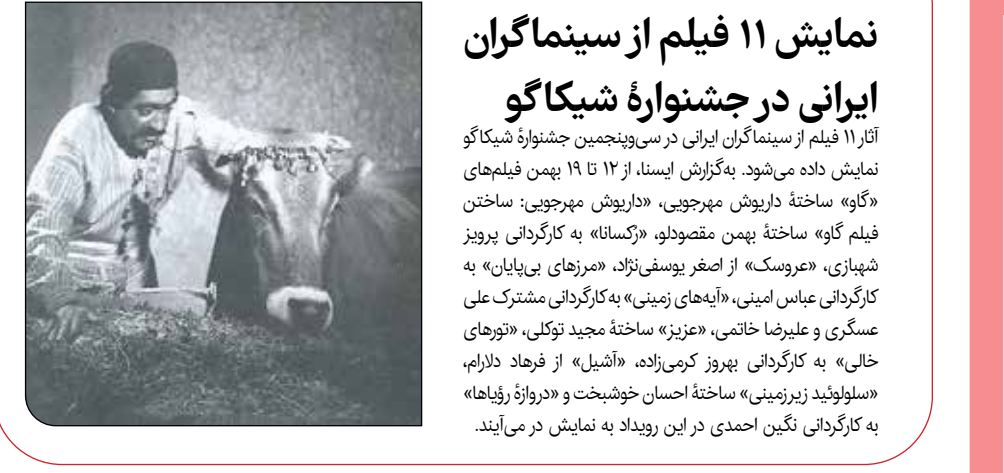 نمایش ۱۱ فیلم از سینماگران
ایرانی در جشنوارهٔ شیکاگو
آثار ۱۱ فیلم از سینماگران ایرانی در سی‌وپنجمین جشنوارهٔ شیکاگو
نمایش داده می‌شود. به‌گزارش ایسنا، از ۱۲ تا ۱۹ بهمن فیلم‌های
«گاو» ساختهٔ داریوش مهرجویی، «داریوش مهرجویی: ساختن
فیلم گاو» ساختهٔ بهمن مقصودلو، «رُکسانا» به کارگردانی پرویز
شهبازی، «عروسک» از اصغر یوسفی‌نژاد، «مرزهای بی‌پایان» به
کارگردانی عباس امینی، «آیه‌های زمینی» به‌کارگردانی مشترک علی
عسگری و علیرضا خاتمی، «عزیز» ساختهٔ مجید توکلی، «تورهای
خالی» به کارگردانی بهروز کرمی‌زاده، «آشیل» از فرهاد دلارام،
«سلولوئید زیرزمینی» ساختهٔ احسان خوشبخت و «دروازهٔ رؤیاها»
به کارگردانی نگین احمدی در این رویداد به نمایش در می‌آیند.